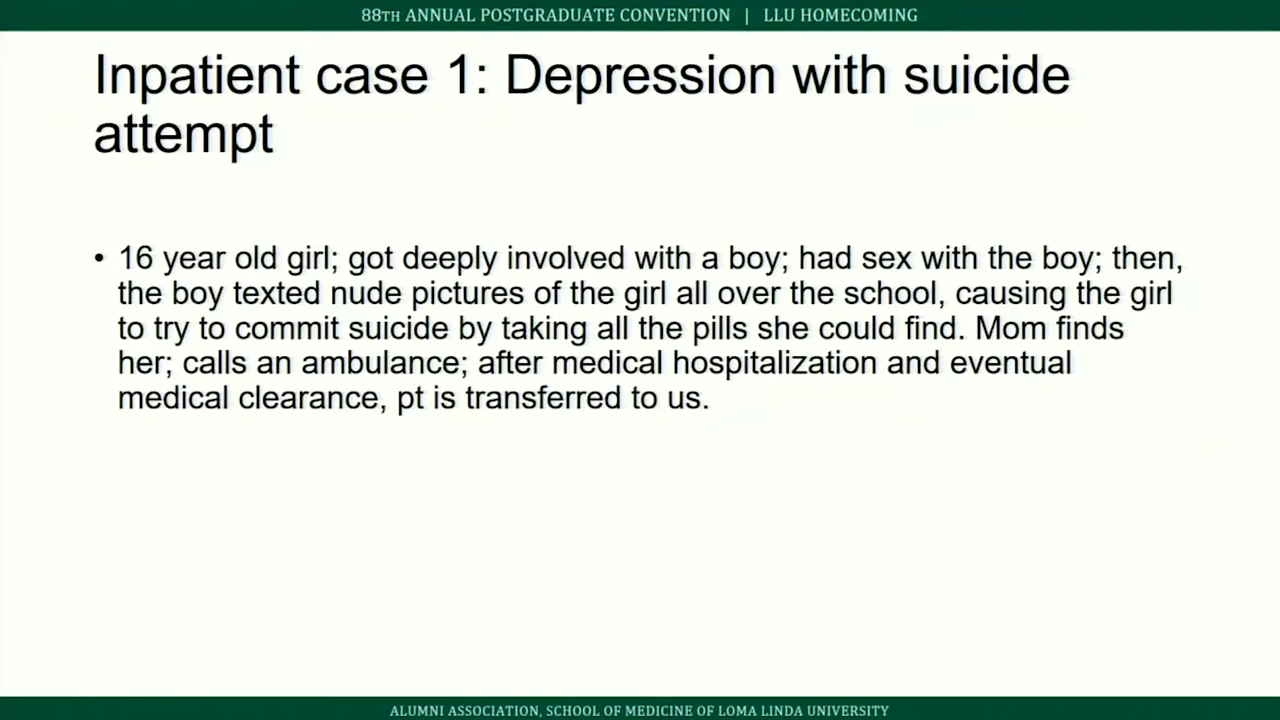 88TH ANNUAL POSTGRADUATE CONVENTION | LLU HOMECOMING
Inpatient case 1: Depression with suicide
attempt
• 16 year old girl; got deeply involved with a boy; had sex with the boy; then,
the boy texted nude pictures of the girl all over the school, causing the girl
to try to commit suicide by taking all the pills she could find. Mom finds
her; calls an ambulance; after medical hospitalization and eventual
medical clearance, pt is transferred to us.
ALUMNI ASSOCIATION, SCHOOL OF MEDICINE OF LOMA LINDA UNIVERSITY